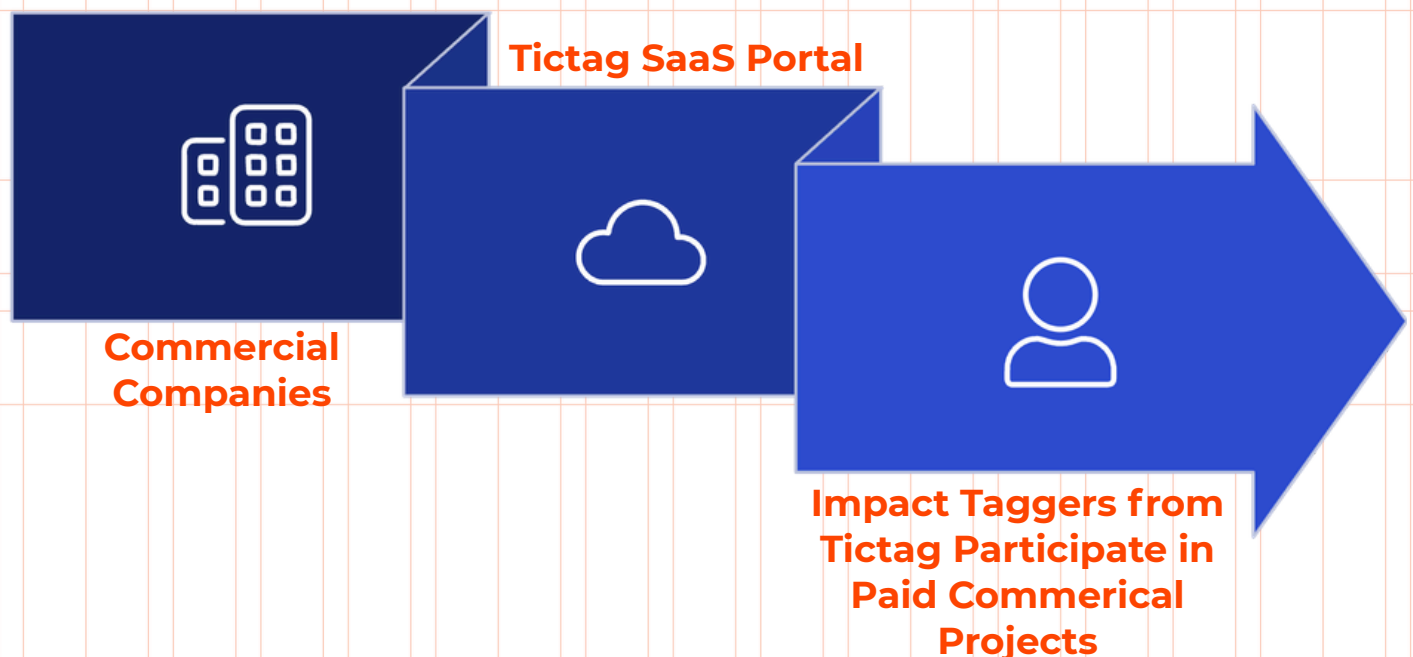 Tictag SaaS Portal
Commercial
Companies
Impact Taggers from
Tictag Participate in
Paid Commerical
Projects